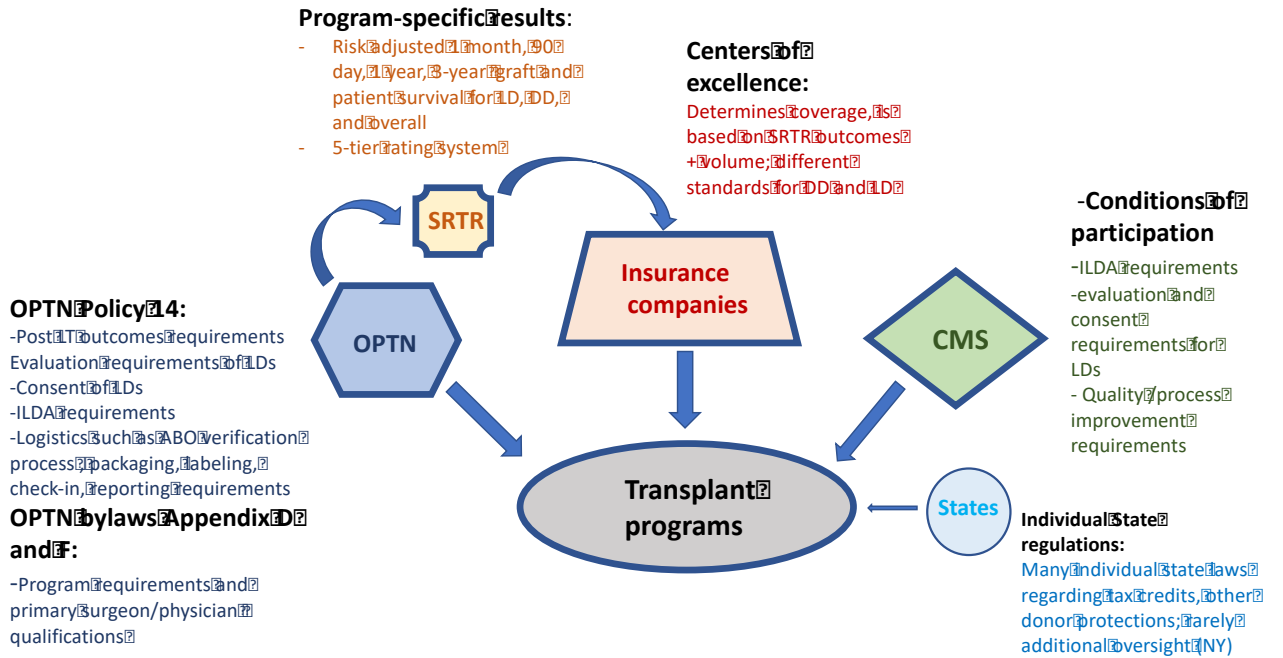 Program-specific results:
- Risk adjusted 1 month, 90
day, 1 year, 3-year graft and
patient survival for LD, DD,
and overall
- 5-tier rating system
Centers of
excellence:
Determines coverage, is
based on SRTR outcomes
+ volume; different
standards for DD and LD
SRTR
Insurance
companies
OPTN
CMS
-Conditions of
participation
-ILDA requirements
-evaluation and
consent
requirements for
LDs
- Quality /process
improvement
requirements
OPTN Policy 14:
-Post LT outcomes requirements
Evaluation requirements of LDs
-Consent of LDs
-ILDA requirements
-Logistics such as ABO verification
process, packaging, labeling,
check-in, reporting requirements
OPTN bylaws Appendix D
and F:
-Program requirements and
primary surgeon/physician
qualifications
Transplant
programs
States
Individual State
regulations:
Many individual state laws
regarding tax credits, other
donor protections; rarely
additional oversight (NY)